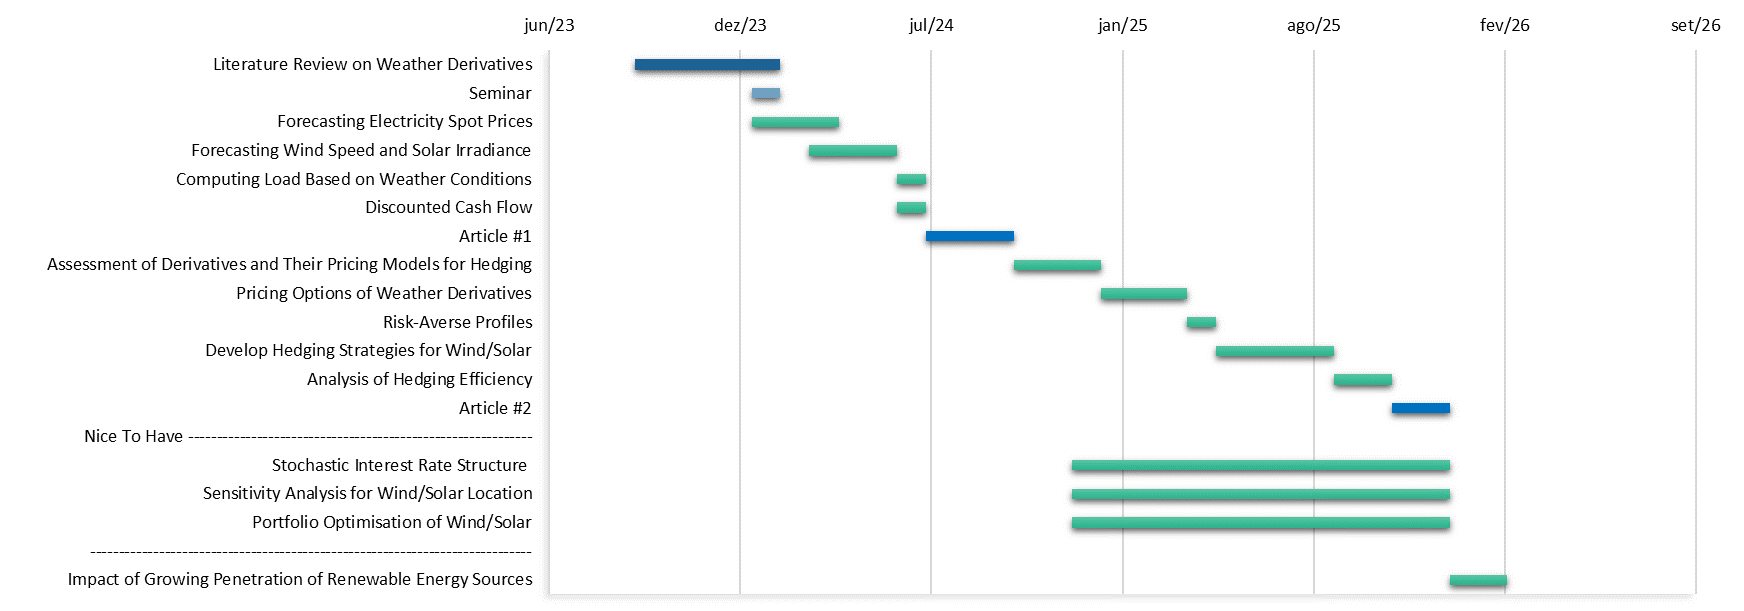 jun/23 dez/23 jul/24 jan/25 ago/25 fev/26 set/26
Literature Review on Weather Derivatives
Seminar
Forecasting Electricity Spot Prices
Forecasting Wind Speed and Solar Irradiance
Computing Load Based on Weather Conditions
Discounted Cash Flow
Article #1
Assessment of Derivatives and Their Pricing Models for Hedging
Pricing Options of Weather Derivatives
Risk-Averse Profiles
Develop Hedging Strategies for Wind/Solar
Analysis of Hedging Efficiency
Article #2
Nice To Have ------------------------------------------------------------
Stochastic Interest Rate Structure
Sensitivity Analysis for Wind/Solar Location
Portfolio Optimisation of Wind/Solar
-----------------------------------------------------------------------------
Impact of Growing Penetration of Renewable Energy Sources